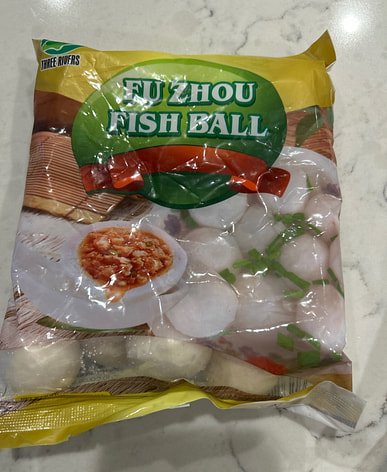 THREE RIVERS
FU ZHOU
FISH BALL